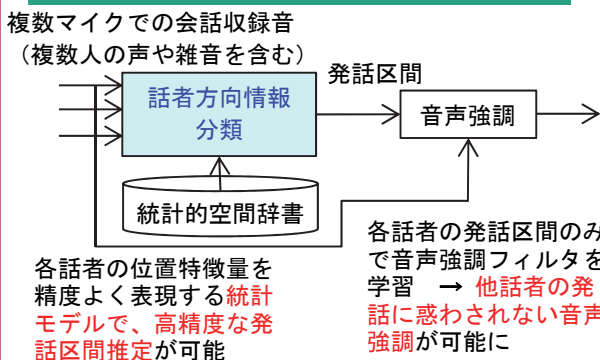 複数マイクでの会話収録音
（複数人の声や雑音を含む）
発話区間
話者方向情報
分類
音声強調
統計的空間辞書
各話者の位置特徴量を
精度よく表現する統計
モデルで、高精度な発
話区間推定が可能
各話者の発話区間のみ
で音声強調フィルタを
学習　→ 他話者の発
話に惑わされない音声
強調が可能に